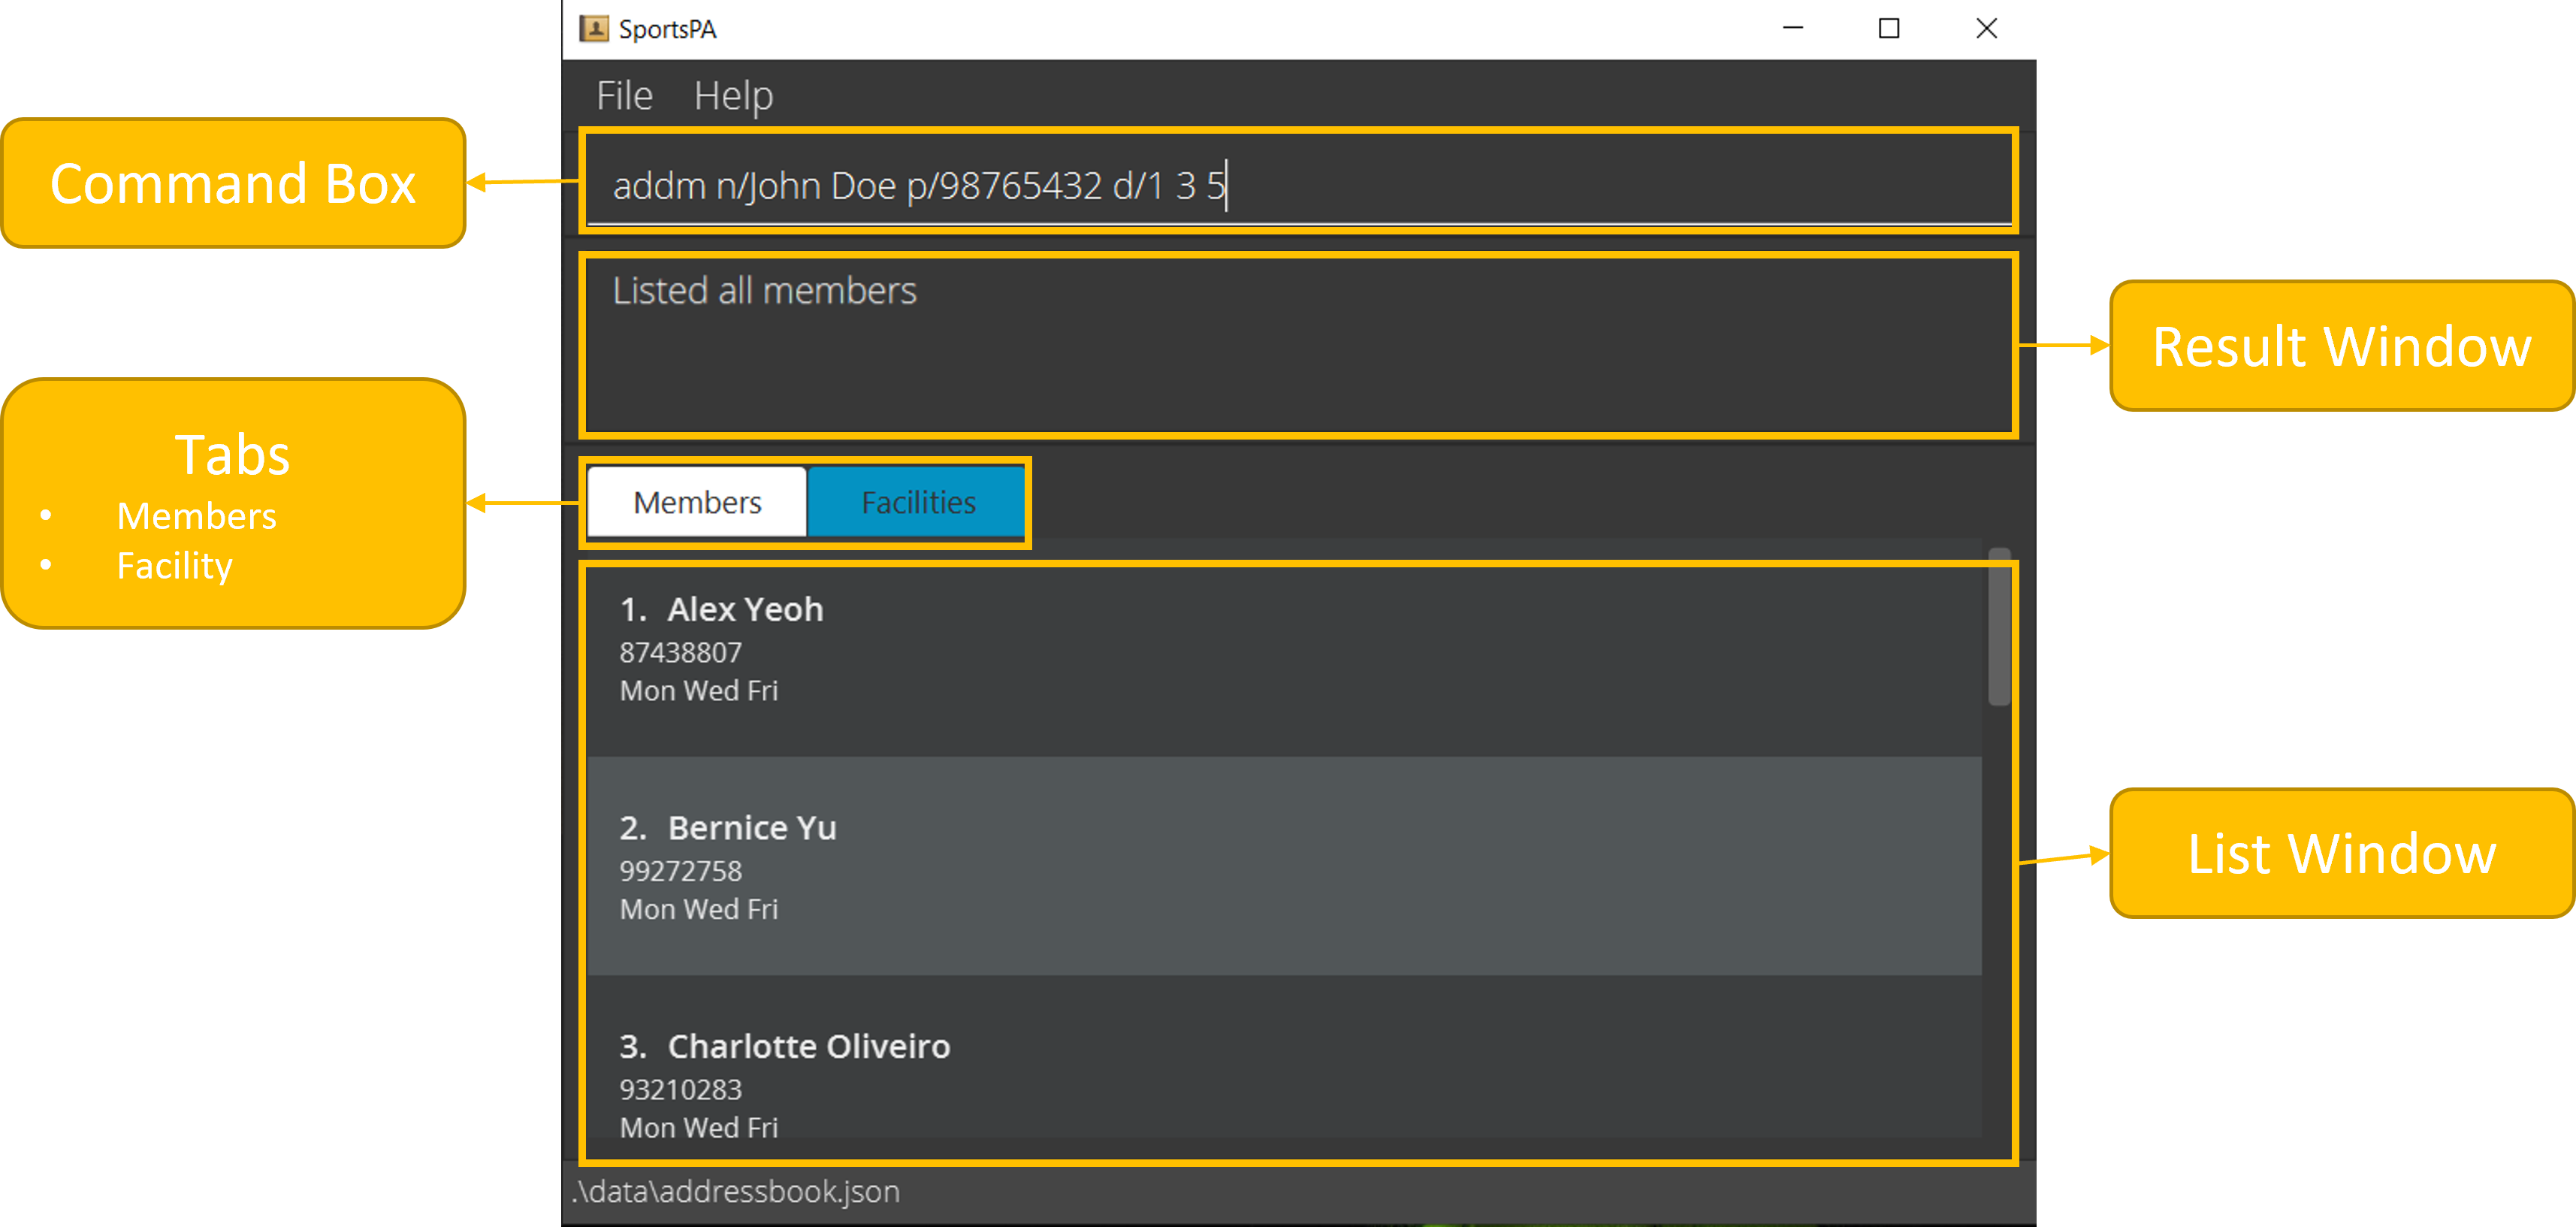 SportsPA
File Help
Command Box
addm n/John Doe p/98765432 d/1 3 5
Listed all members
Result Window
Tabs
• Members
• Facility
Members Facilities
1. Alex Yeoh
87438807
Mon Wed Fri
2. Bernice Yu
99272758
Mon Wed Fri
List Window
3. Charlotte Oliveiro
93210283
Mon Wed Fri
.\data\addressbook.json